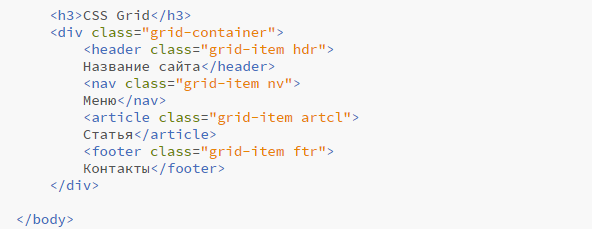 <h3>CSS Grid</h3>
<div class="grid-container">
<header class="grid-item hdr">
Название сайта</header>
<nav class="grid-item nv">
Меню</nav>
<article class="grid-item artcl">
Статья</article>
<footer class="grid-item ftr">
Контакты</footer>
</div>
</body>